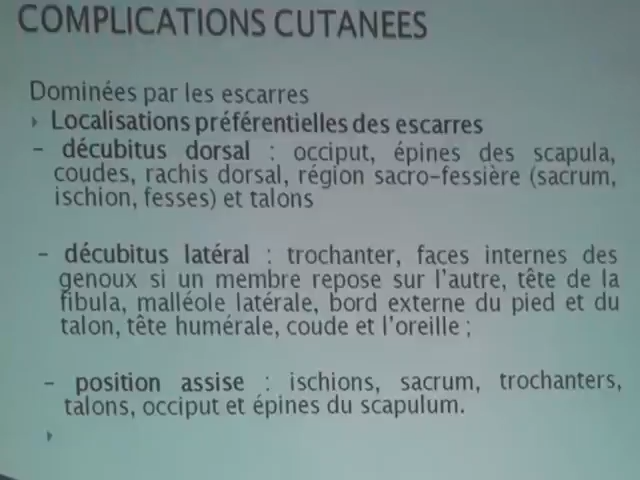 COMPLICATIONS CUTANEES
Dominées par les escarres
Localisations préférentielles des escarres
- décubitus dorsal : occiput, épines des scapula,
coudes, rachis dorsal, région sacro-fessière (sacrum,
ischion, fesses) et talons
- décubitus latéral : trochanter, faces internes des
genoux si un membre repose sur l'autre, tête de la
fibula, malléole latérale, bord externe du pied et du
talon, tête humérale, coude et l'oreille ;
- position assise : ischions, sacrum, trochanters,
talons, occiput et épines du scapulum.